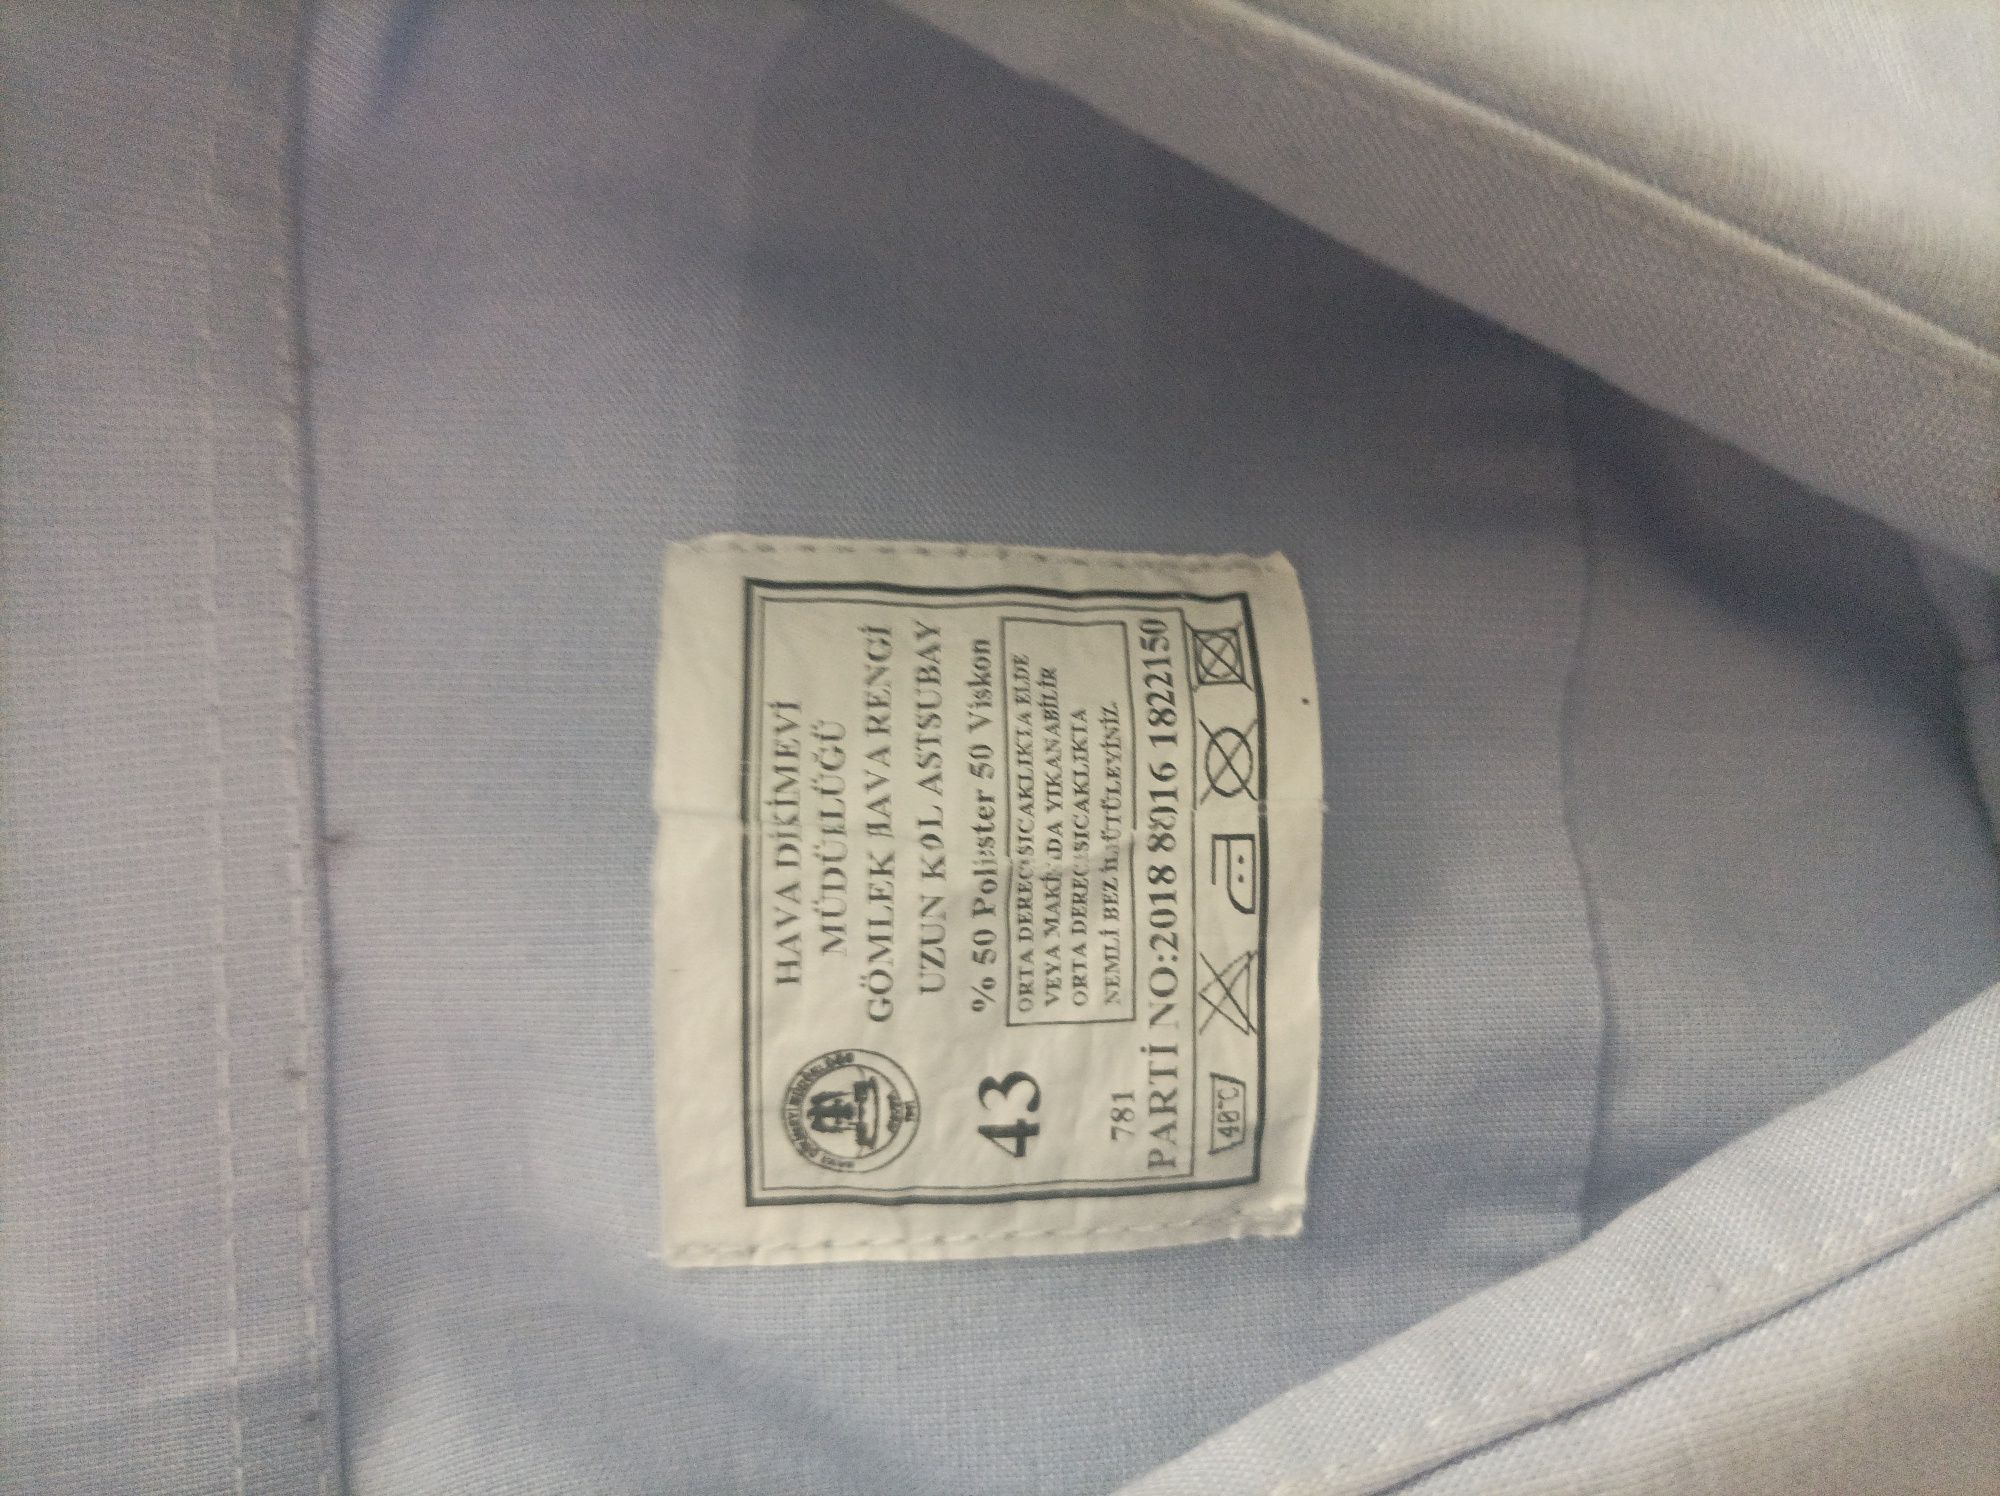 HAVA DİKİMEVİ
MÜDÜRLÜĞÜ
GÖMLEK HAVA RENGİ
UZUN KOL ASTSUBAY
% 50 Poliester 50 Viskon
43
ORTA DERECE SICAKLIKTA ELDE
VEYA MAKİNADA YIKANABİLİR
ORTA DERECE SICAKLIKTA
NEMLİ BEZ İLE ÜTÜLEYİNİZ.
781
PARTİ NO:2018 8016 1822150
40°C